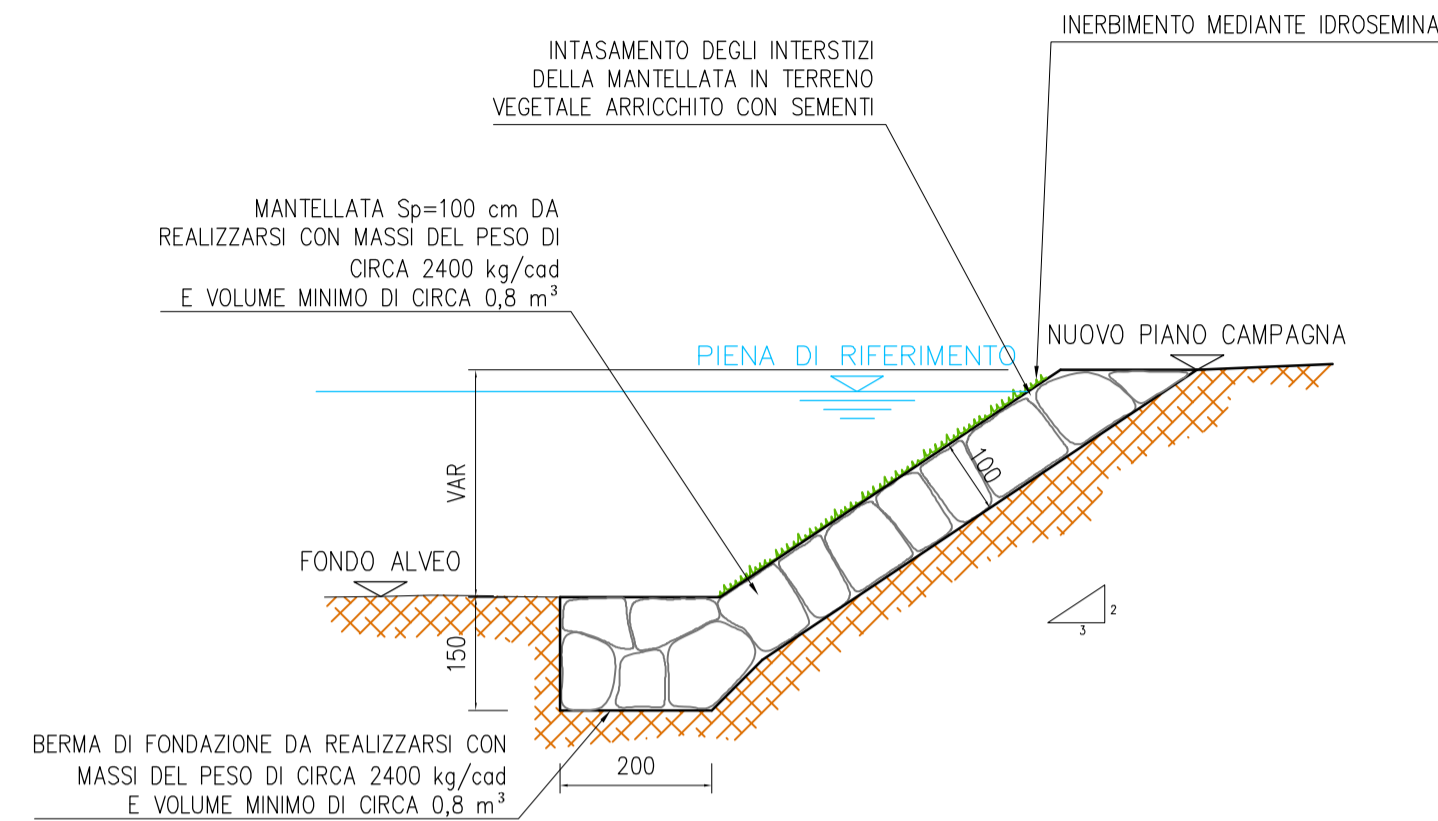 INERBIMENTO MEDIANTE IDROSEMINA
INTASAMENTO DEGLI INTERSTIZI
DELLA MANTELLATA IN TERRENO
VEGETALE ARRICCHITO CON SEMENTI
MANTELLATA Sp=100 cm DA
REALIZZARSI CON MASSI DEL PESO DI
CIRCA 2400 kg/cad
E VOLUME MINIMO DI CIRCA 0,8 m³
PIENA DI RIFERIMENTO
NUOVO PIANO CAMPAGNA
100
VAR
FONDO ALVEO
2
3
150
BERMA DI FONDAZIONE DA REALIZZARSI CON
MASSI DEL PESO DI CIRCA 2400 kg/cad
E VOLUME MINIMO DI CIRCA 0,8 m³
200